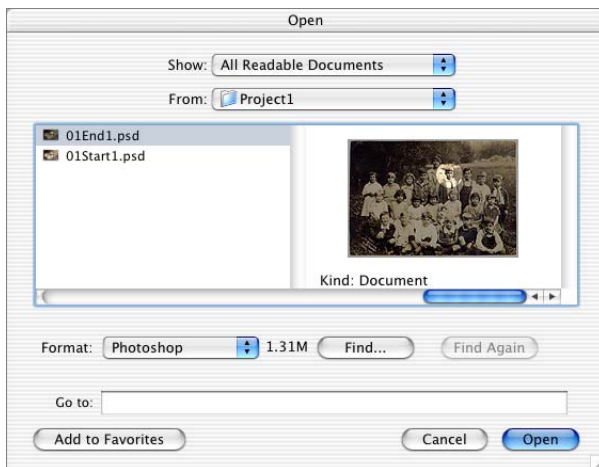 Open
Show: All Readable Documents
From: Project1
01End1.psd
01Start1.psd
Kind: Document
Format: Photoshop 1.31M Find... Find Again
Go to:
Add to Favorites Cancel Open